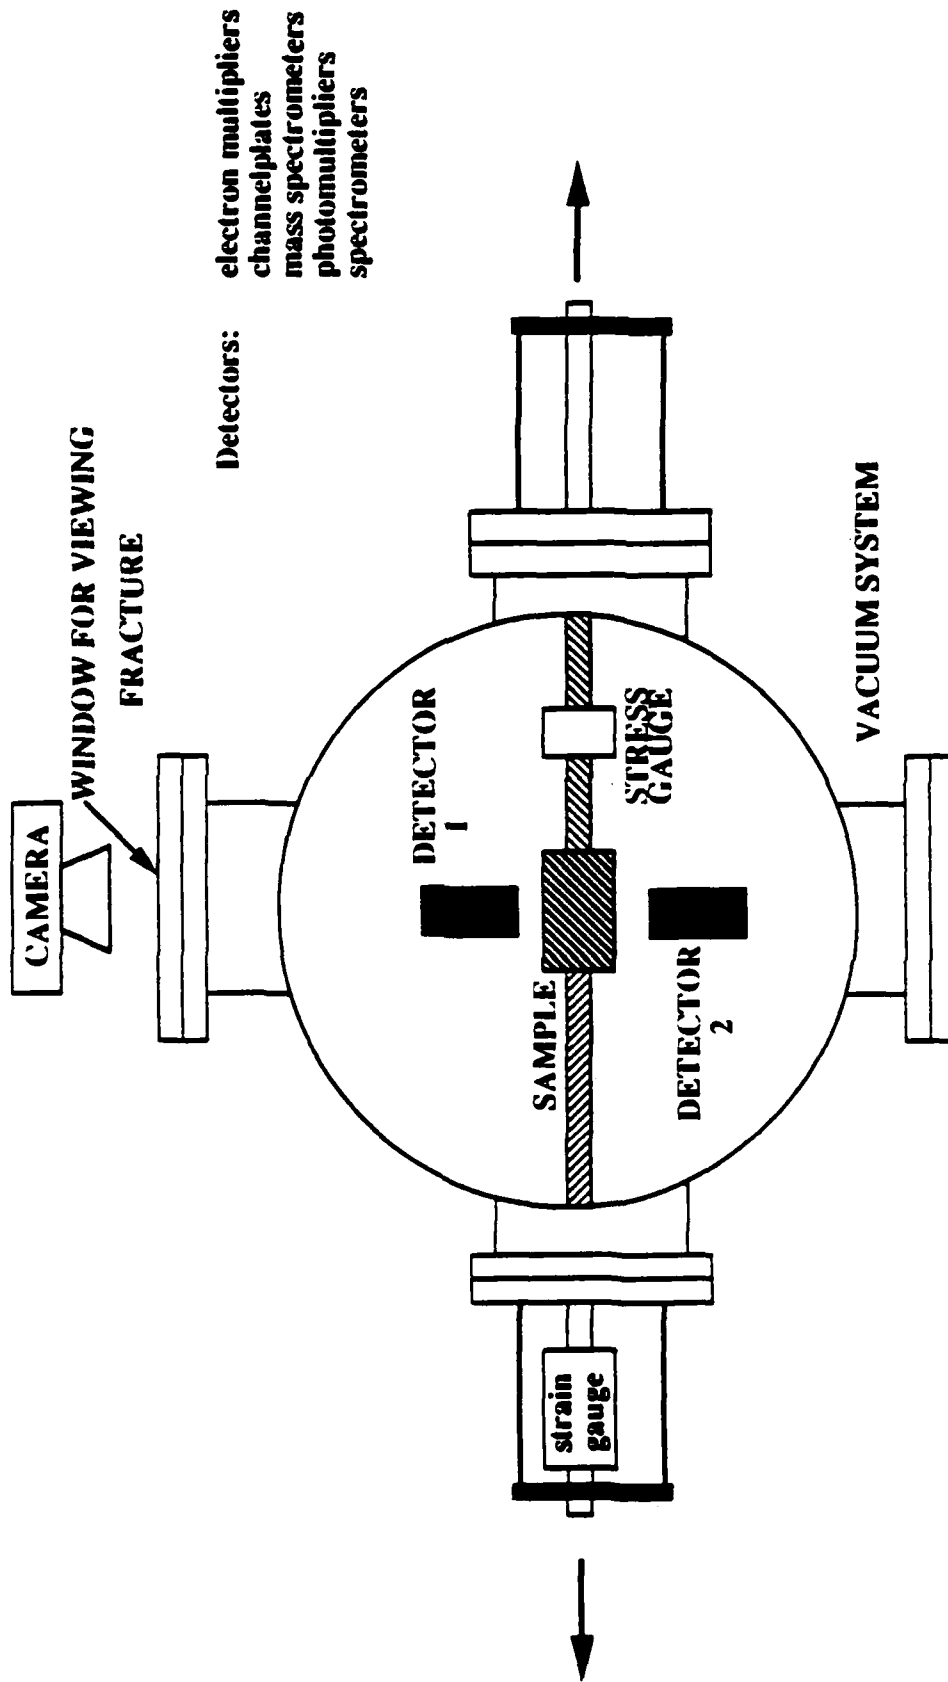 CAMERA
WINDOW FOR VIEWING
FRACTURE
Detectors: electron multipliers
channelplates
mass spectrometers
photomultipliers
spectrometers
DETECTOR
1
SAMPLE
STRESS
GAUGE
strain
gauge
DETECTOR
2
VACUUM SYSTEM